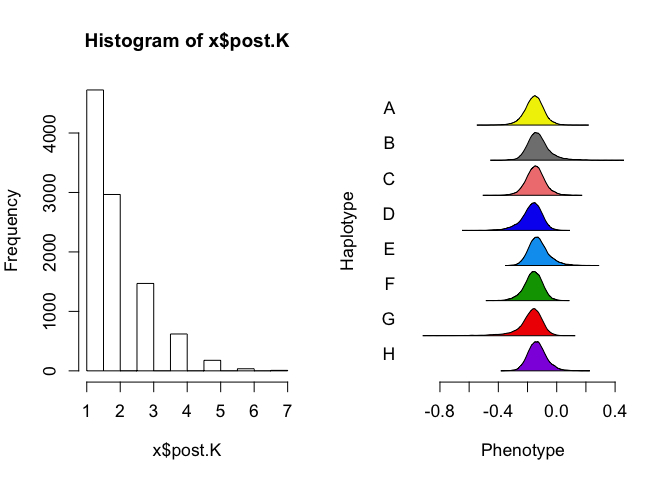 Histogram of x$post.K
Frequency
0
1000
2000
3000
4000
1 2 3 4 5 6 7
x$post.K
Haplotype
A
B
C
D
E
F
G
H
-0.8 -0.4 0.0 0.4
Phenotype